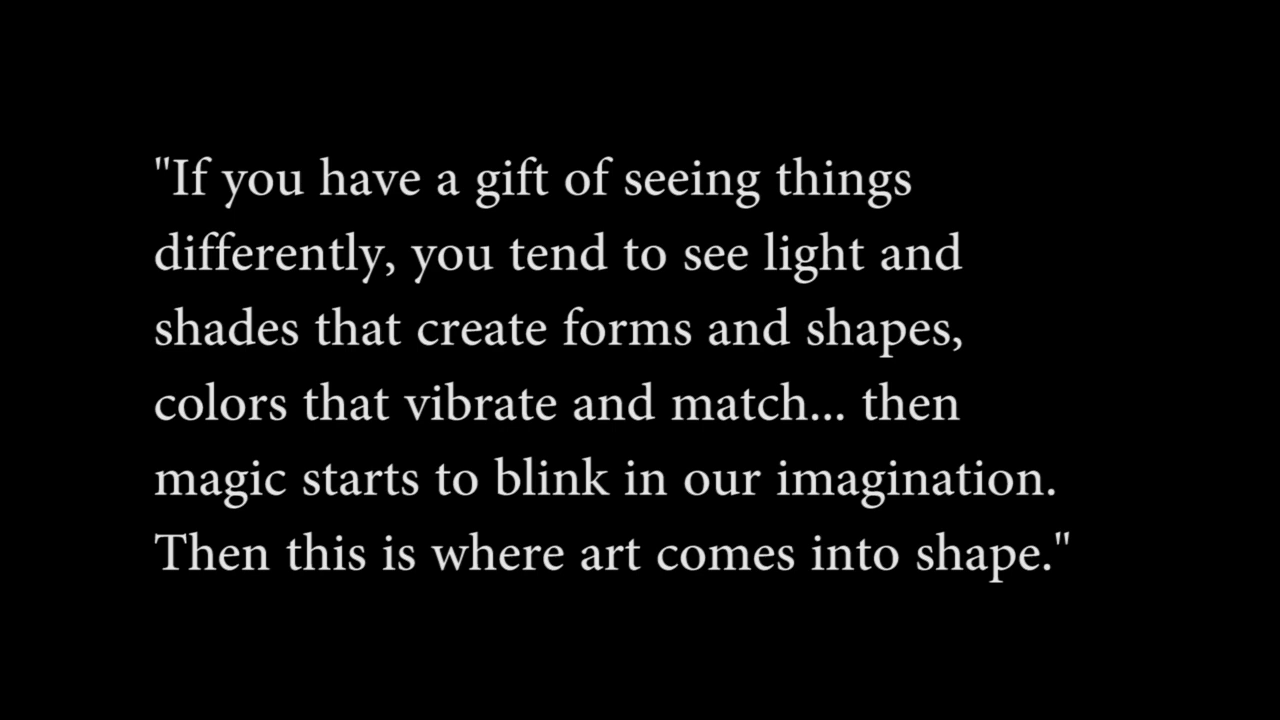 "If you have a gift of seeing things
differently, you tend to see light and
shades that create forms and shapes,
colors that vibrate and match... then
magic starts to blink in our imagination.
Then this is where art comes into shape."